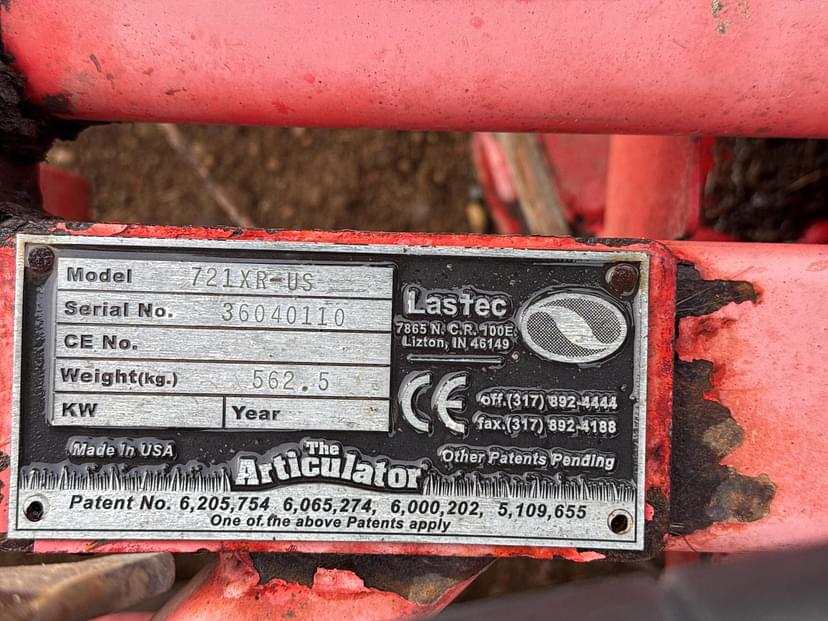 Model 721XR-US
Serial No. 36040110
CE No.
Weight(kg.) 562.5
KW Year
Lastec
7865 N. C.R. 100E
Lizton, IN 46149
CE
off.(317) 892-4444
fax.(317) 892-4188
Made In USA
The
Articulator
Other Patents Pending
Patent No. 6,205,754 6,065,274, 6,000,202, 5,109,655
One of the above Patents apply